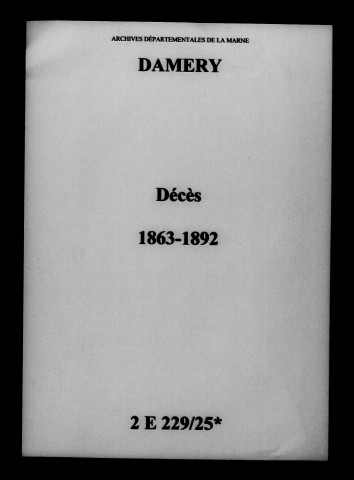 ARCHIVES DÉPARTEMENTALES DE LA MARNE
DAMERY
Décès
1863-1892
2 E 229/25*